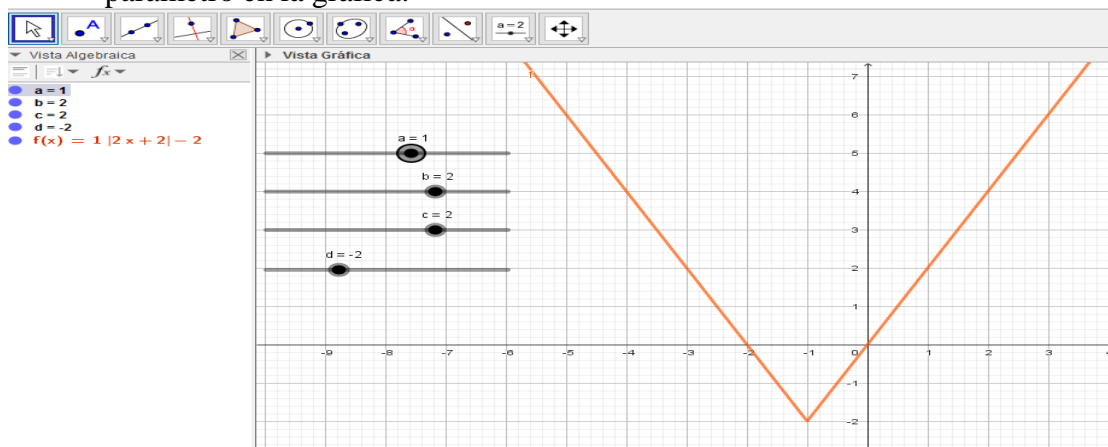 parámetro en la gráfica.
A
a=2
Vista Algebraica
Vista Gráfica
fx
a = 1
b = 2
c = 2
d = -2
f(x) = 1 |2 x + 2| − 2
f
a = 1
b = 2
c = 2
d = -2
7
6
5
4
3
2
1
-9 -8 -7 -6 -5 -4 -3 -2 -1 0 1 2 3
-1
-2